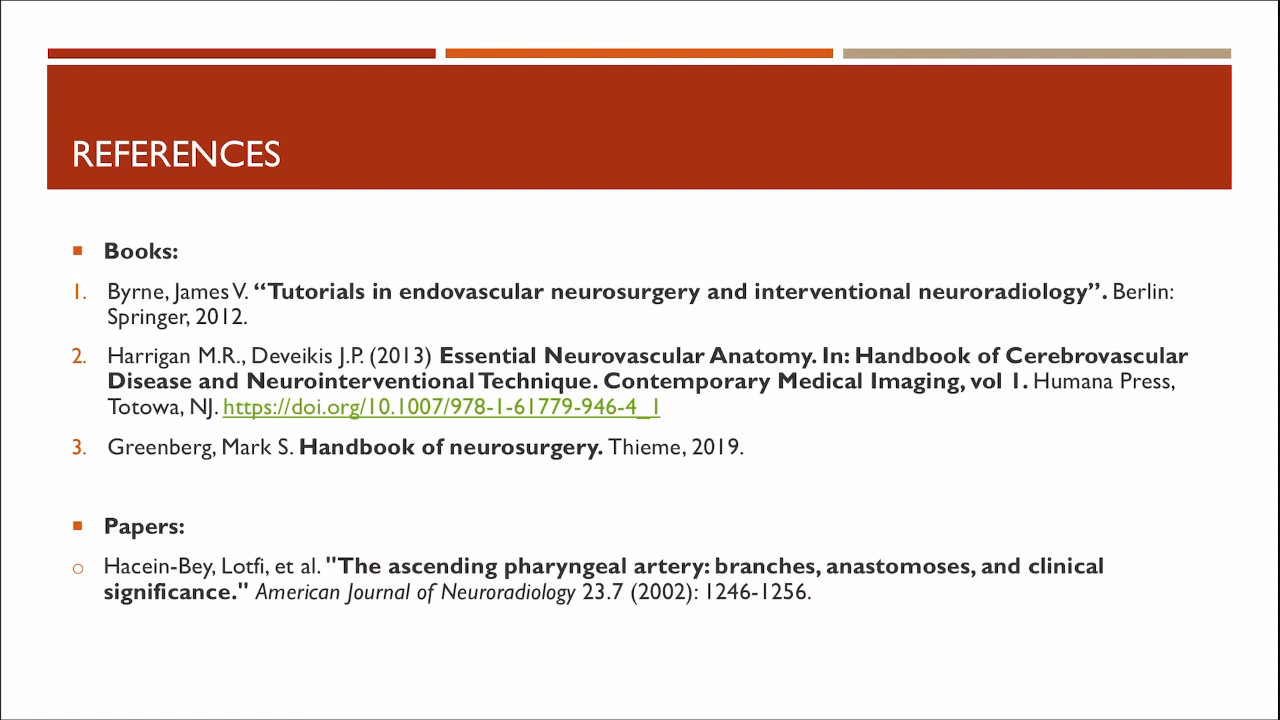 REFERENCES
Books:
1. Byrne, James V. “Tutorials in endovascular neurosurgery and interventional neuroradiology”. Berlin:
Springer, 2012.
2. Harrigan M.R., Deveikis J.P. (2013) Essential Neurovascular Anatomy. In: Handbook of Cerebrovascular
Disease and Neurointerventional Technique. Contemporary Medical Imaging, vol 1. Humana Press,
Totowa, NJ. https://doi.org/10.1007/978-1-61779-946-4_1
3. Greenberg, Mark S. Handbook of neurosurgery. Thieme, 2019.
Papers:
Hacein-Bey, Lotfi, et al. "The ascending pharyngeal artery: branches, anastomoses, and clinical
significance." American Journal of Neuroradiology 23.7 (2002): 1246-1256.